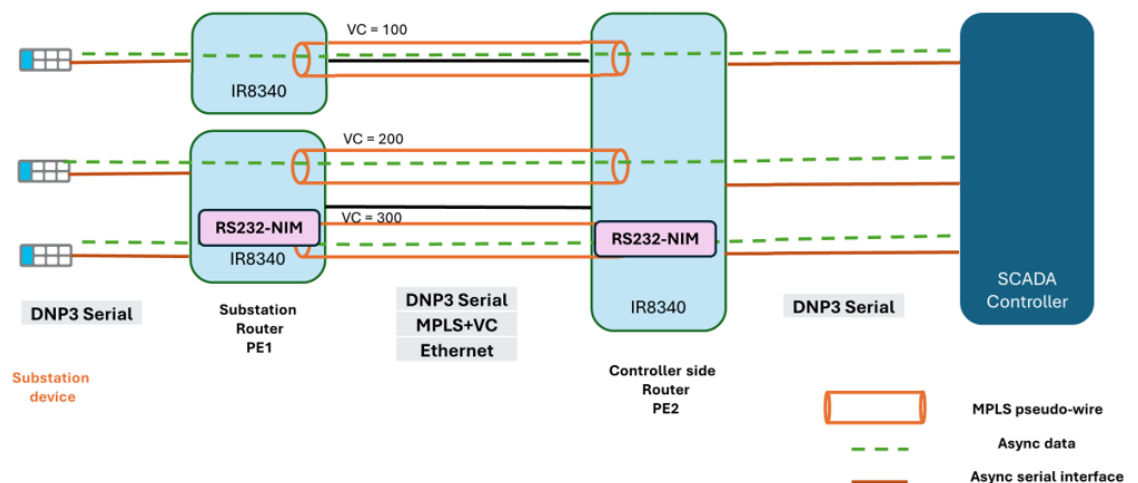 VC = 100
IR8340
VC = 200
VC = 300
RS232-NIM
IR8340
RS232-NIM
IR8340
SCADA
Controller
DNP3 Serial
Substation
Router
PE1
DNP3 Serial
MPLS+VC
Ethernet
DNP3 Serial
Controller side
Router
PE2
Substation
device
MPLS pseudo-wire
Async data
Async serial interface